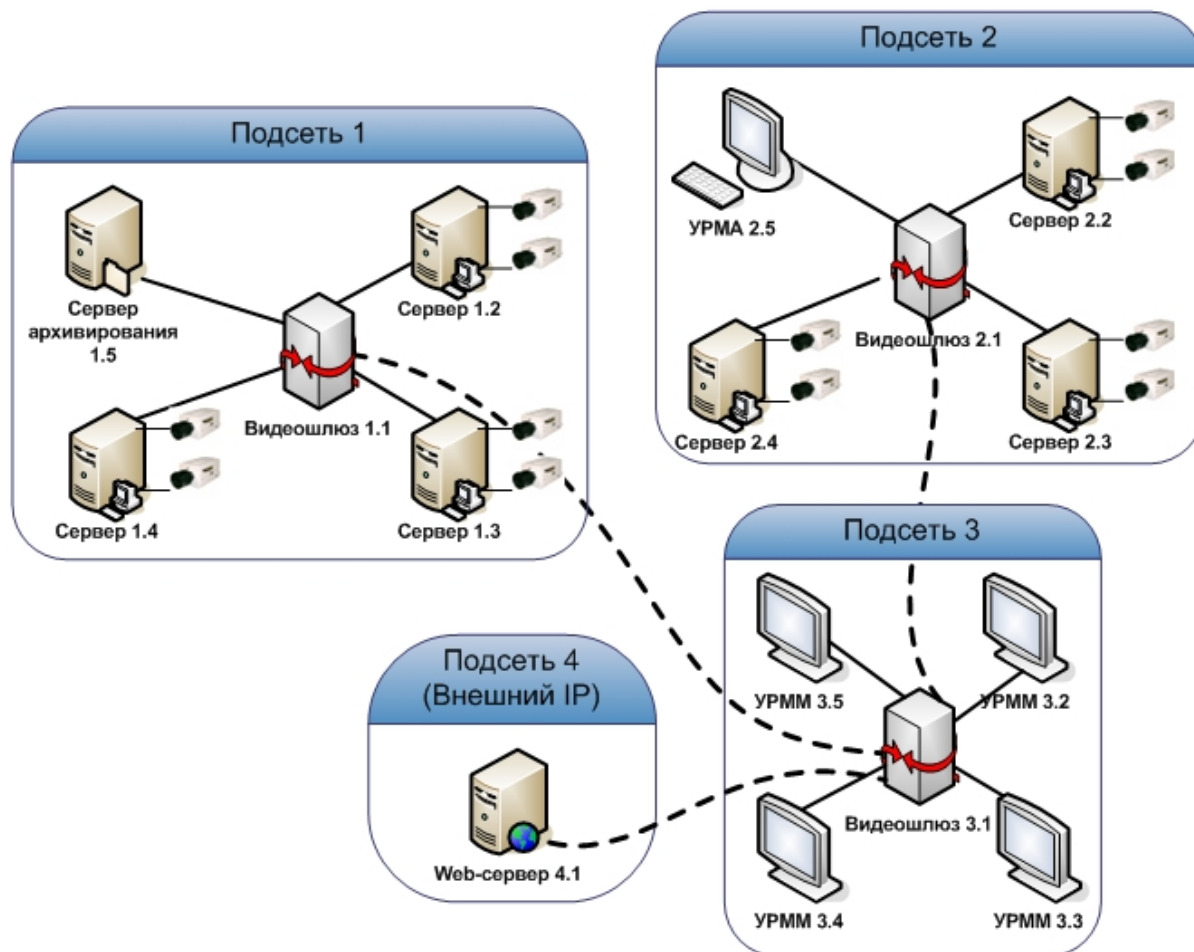 Подсеть 1
Сервер
архивирования
1.5
Сервер 1.2
Видеошлюз 1.1
Сервер 1.4
Сервер 1.3
Подсеть 2
УРМА 2.5
Сервер 2.2
Видеошлюз 2.1
Сервер 2.4
Сервер 2.3
Подсеть 4
(Внешний IP)
Web-сервер 4.1
Подсеть 3
УРММ 3.5
УРММ 3.2
Видеошлюз 3.1
УРММ 3.4
УРММ 3.3